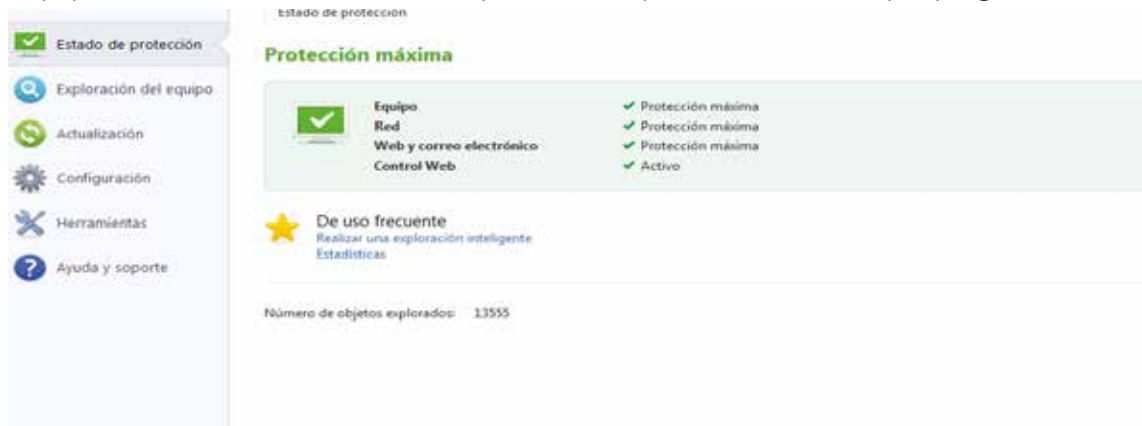 Estado de protección
Estado de protección
Exploración del equipo
Actualización
Configuración
Herramientas
Ayuda y soporte
Protección máxima
Equipo ✔ Protección máxima
Red ✔ Protección máxima
Web y correo electrónico ✔ Protección máxima
Control Web ✔ Activo
De uso frecuente
Realizar una exploración inteligente
Estadísticas
Número de objetos explorados: 13555